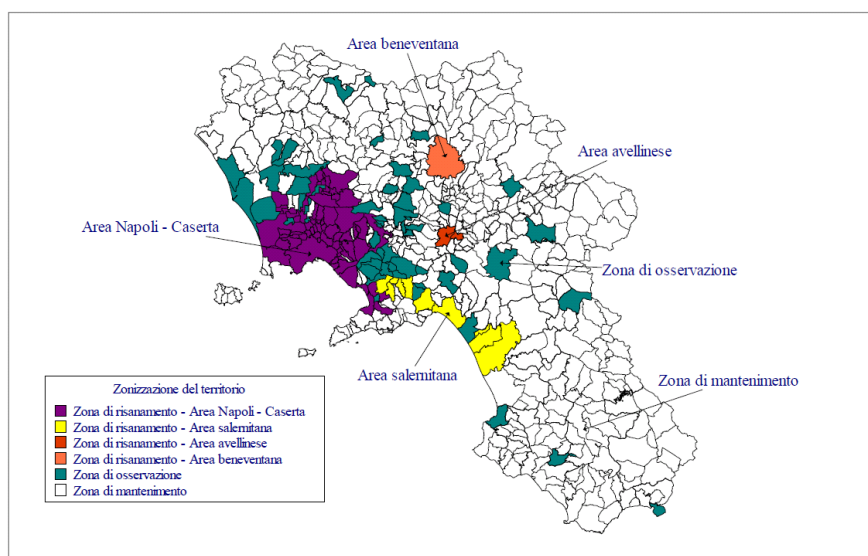 Area beneventana
Area avellinese
Area Napoli - Caserta
Zona di osservazione
Area salernitana
Zona di mantenimento
Zonizzazione del territorio
Zona di risanamento - Area Napoli - Caserta
Zona di risanamento - Area salernitana
Zona di risanamento - Area avellinese
Zona di risanamento - Area beneventana
Zona di osservazione
Zona di mantenimento